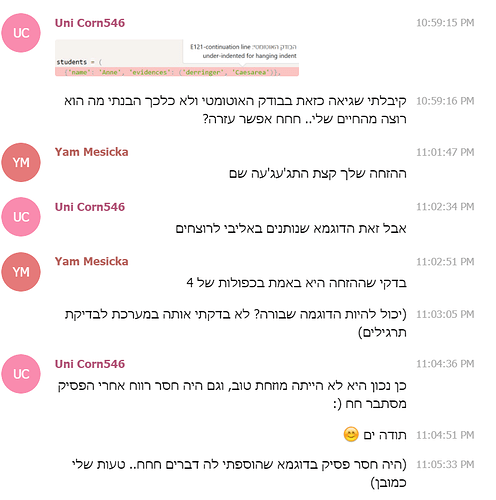 UC
Uni Corn546
10:59:15 PM
הבודק האוטומטי: E121-continuation line
under-indented for hanging indent
students = (
{'name': 'Anne', 'evidences': {'derringer', 'Caesarea'}},
קיבלתי שגיאה כזאת בבודק האוטומטי ולא כלכך הבנתי מה הוא
רוצה מהחיים שלי.. חחח אפשר עזרה?
10:59:16 PM
YM
Yam Mesicka
11:01:47 PM
ההזחה שלך קצת התג'עג'עה שם
UC
Uni Corn546
11:02:34 PM
אבל זאת הדוגמא שנותנים באליבי לרוצחים
YM
Yam Mesicka
11:02:51 PM
בדקי שההזחה היא באמת בכפולות של 4
(יכול להיות הדוגמה שבורה? לא בדקתי אותה במערכת לבדיקת
תרגילים)
11:03:05 PM
UC
Uni Corn546
11:04:36 PM
כן נכון היא לא הייתה מוזחת טוב, וגם היה חסר רווח אחרי הפסיק
מסתבר חח (:
תודה ים 😊
11:04:51 PM
(היה חסר פסיק בדוגמא שהוספתי לה דברים חחח.. טעות שלי
כמובן)
11:05:33 PM